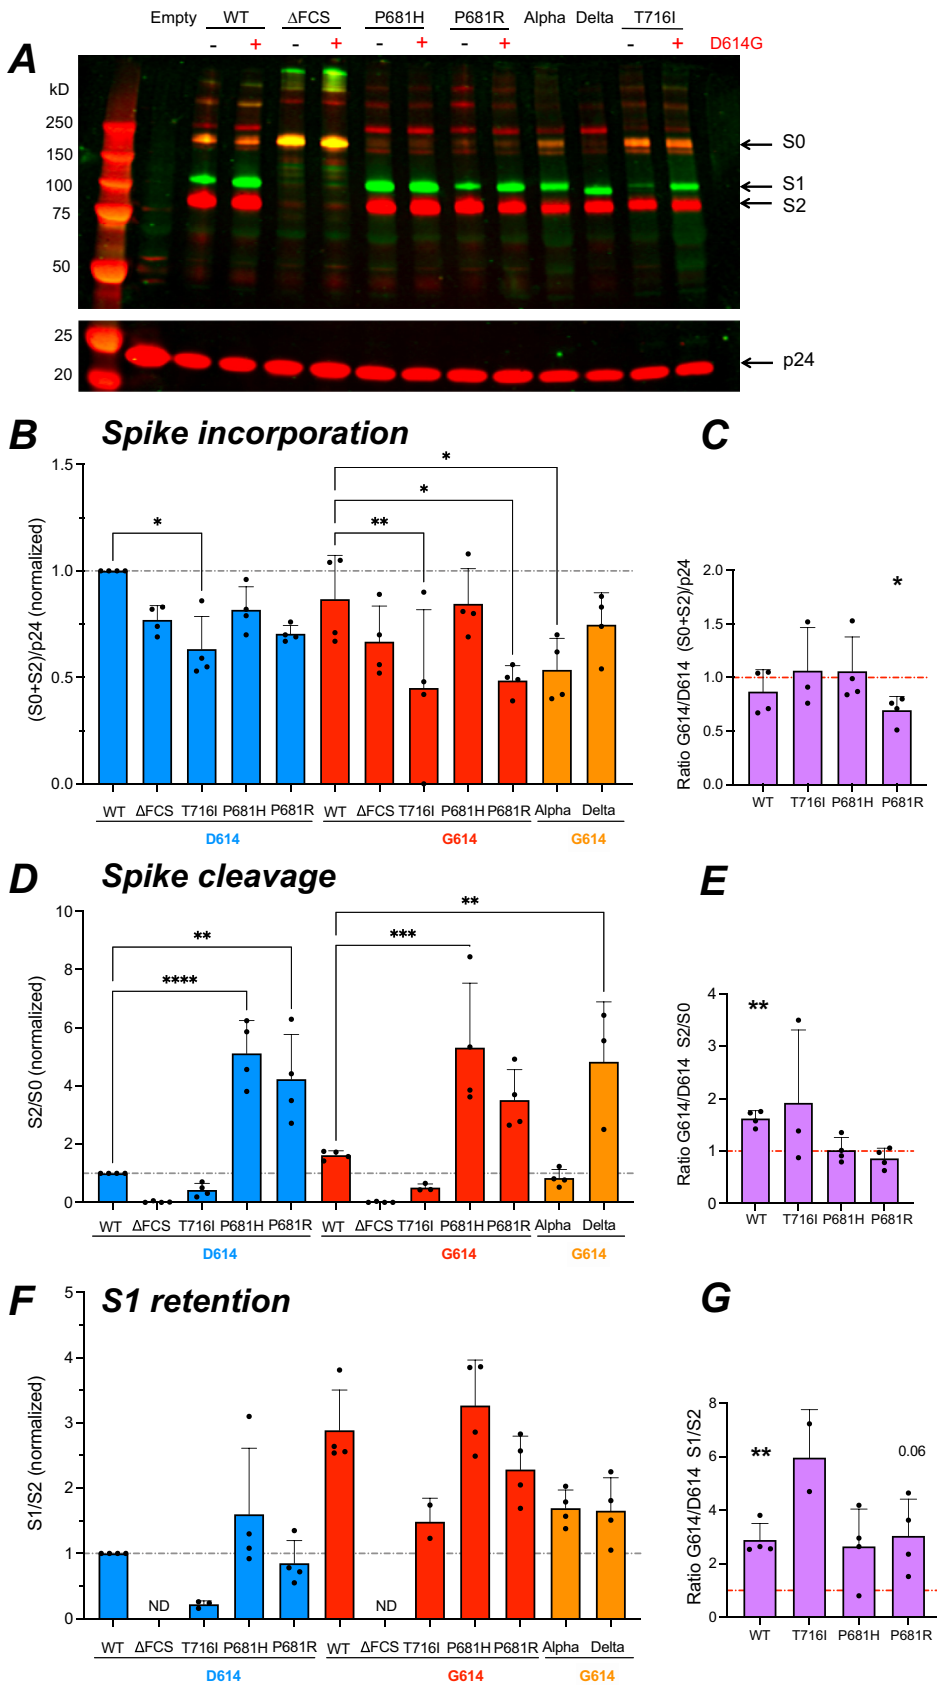 Empty WT ΔFCS P681H P681R Alpha Delta T716I
- + - + - + - + - + D614G
A
kD
250
150
100
75
50
S0
S1
S2
25
20
p24
B Spike incorporation
(S0+S2)/p24 (normalized)
1.5
1.0
0.5
0.0
* ** * *
WT ΔFCS T716I P681H P681R WT ΔFCS T716I P681H P681R Alpha Delta
D614 G614 G614
C
Ratio G614/D614 (S0+S2)/p24
2.0
1.5
1.0
0.5
0.0
*
WT T716I P681H P681R
D Spike cleavage
S2/S0 (normalized)
10
8
6
4
2
0
**** ** *** **
WT ΔFCS T716I P681H P681R WT ΔFCS T716I P681H P681R Alpha Delta
D614 G614 G614
E
Ratio G614/D614 S2/S0
4
3
2
1
0
**
WT T716I P681H P681R
F S1 retention
S1/S2 (normalized)
5
4
3
2
1
0
ND ND
WT ΔFCS T716I P681H P681R WT ΔFCS T716I P681H P681R Alpha Delta
D614 G614 G614
G
Ratio G614/D614 S1/S2
8
6
4
2
0
** 0.06
WT T716I P681H P681R